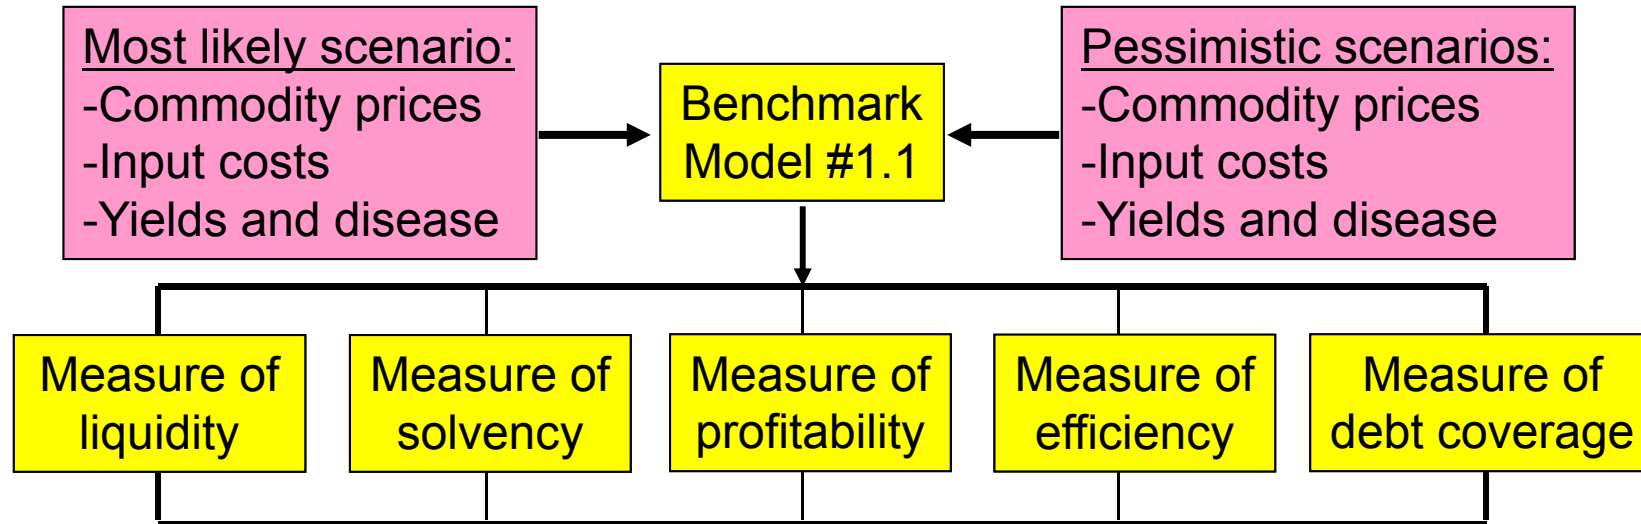 Most likely scenario:
-Commodity prices
-Input costs
-Yields and disease
Benchmark
Model #1.1
Pessimistic scenarios:
-Commodity prices
-Input costs
-Yields and disease
Measure of
liquidity
Measure of
solvency
Measure of
profitability
Measure of
efficiency
Measure of
debt coverage